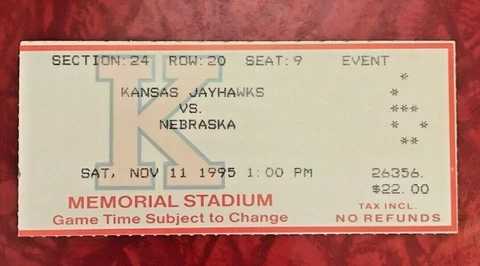 SECTION:24 ROW:20 SEAT:9 EVENT
K
KANSAS JAYHAWKS
VS.
NEBRASKA
*
*
***
* *
**
SAT, NOV 11 1995 1:00 PM 26356.
$22.00
MEMORIAL STADIUM TAX INCL.
Game Time Subject to Change NO REFUNDS